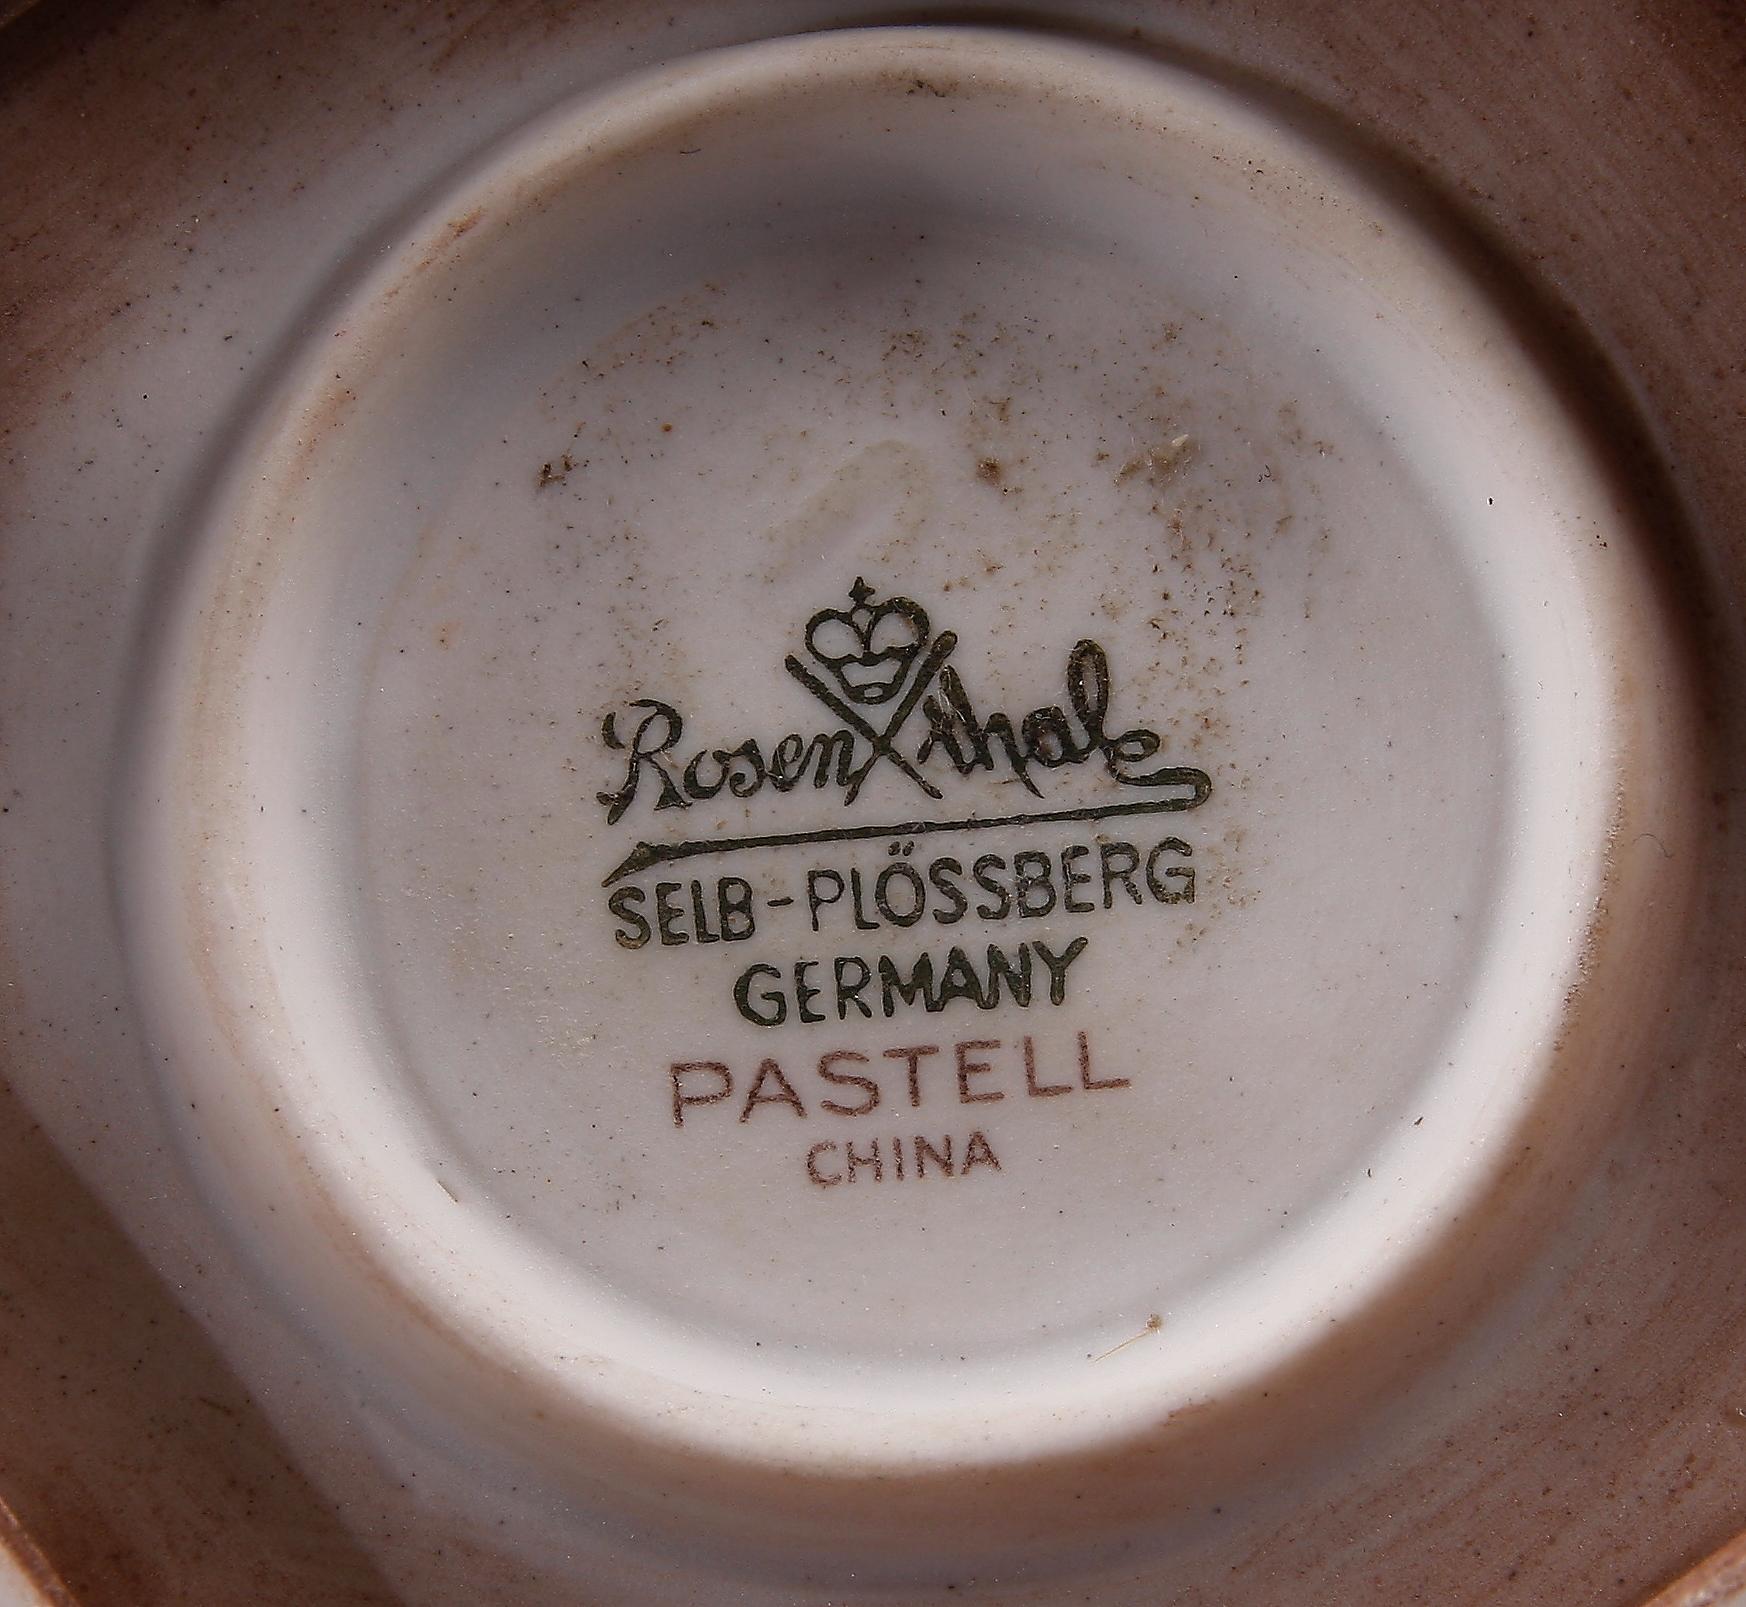 Rosenthal
SELB-PLÖSSBERG
GERMANY
PASTELL
CHINA